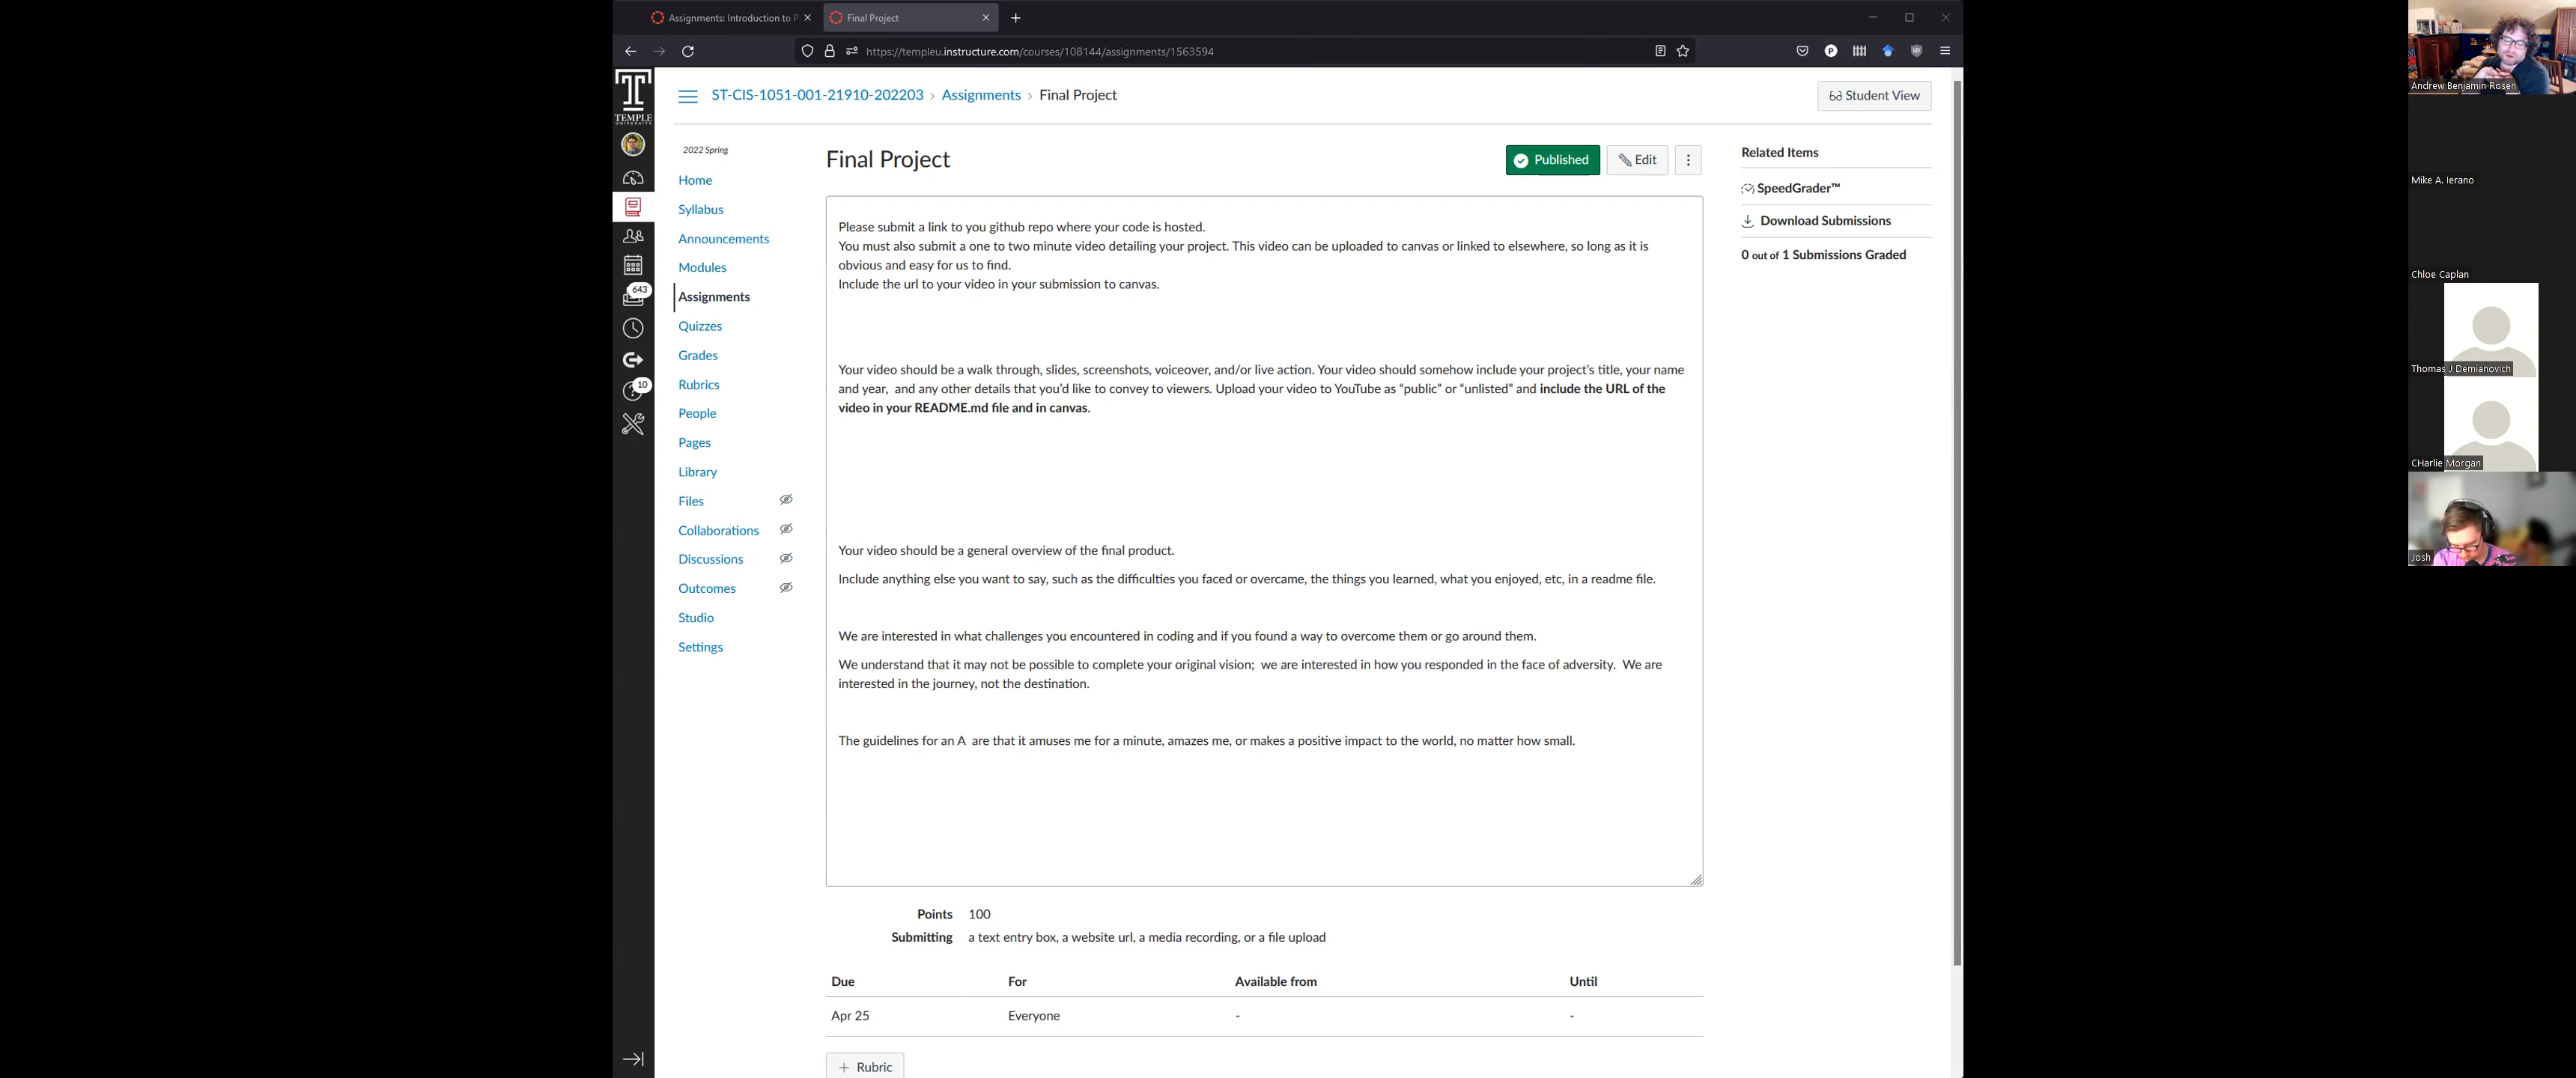 Assignments: Introduction to P
Final Project
https://templeu.instructure.com/courses/108144/assignments/1563594
TEMPLE
UNIVERSITY
643
10
ST-CIS-1051-001-21910-202203 › Assignments › Final Project
Student View
2022 Spring
Home
Syllabus
Announcements
Modules
Assignments
Quizzes
Grades
Rubrics
People
Pages
Library
Files
Collaborations
Discussions
Outcomes
Studio
Settings
Final Project
Published
Edit
Please submit a link to you github repo where your code is hosted.
You must also submit a one to two minute video detailing your project. This video can be uploaded to canvas or linked to elsewhere, so long as it is
obvious and easy for us to find.
Include the url to your video in your submission to canvas.
Your video should be a walk through, slides, screenshots, voiceover, and/or live action. Your video should somehow include your project's title, your name
and year, and any other details that you'd like to convey to viewers. Upload your video to YouTube as "public" or "unlisted" and include the URL of the
video in your README.md file and in canvas.
Your video should be a general overview of the final product.
Include anything else you want to say, such as the difficulties you faced or overcame, the things you learned, what you enjoyed, etc, in a readme file.
We are interested in what challenges you encountered in coding and if you found a way to overcome them or go around them.
We understand that it may not be possible to complete your original vision; we are interested in how you responded in the face of adversity. We are
interested in the journey, not the destination.
The guidelines for an A are that it amuses me for a minute, amazes me, or makes a positive impact to the world, no matter how small.
Points 100
Submitting a text entry box, a website url, a media recording, or a file upload
Due For Available from Until
Apr 25 Everyone - -
+ Rubric
Related Items
SpeedGrader™
Download Submissions
0 out of 1 Submissions Graded
Andrew Benjamin Rosen
Mike A. Ierano
Chloe Caplan
Thomas J Demianovich
CHarlie Morgan
Josh